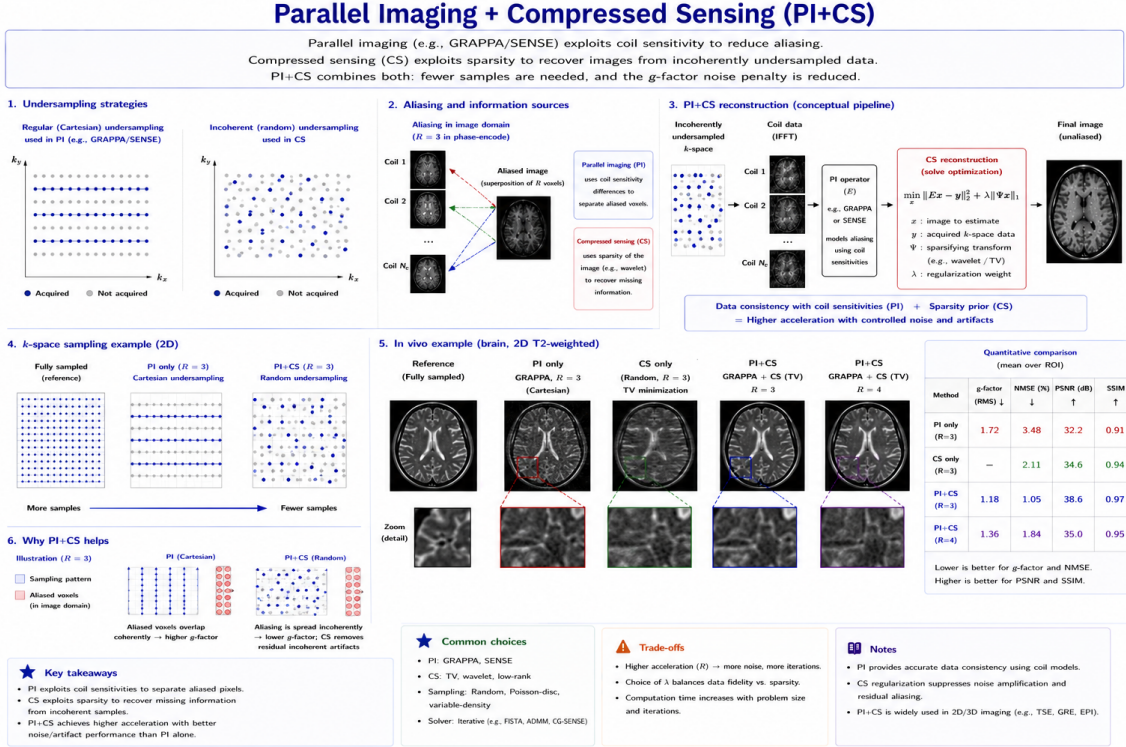 Parallel Imaging + Compressed Sensing (PI+CS)
Parallel imaging (e.g., GRAPPA/SENSE) exploits coil sensitivity to reduce aliasing.
Compressed sensing (CS) exploits sparsity to recover images from incoherently undersampled data.
PI+CS combines both: fewer samples are needed, and the g-factor noise penalty is reduced.
1. Undersampling strategies
Regular (Cartesian) undersampling
used in PI (e.g., GRAPPA/SENSE)
Incoherent (random) undersampling
used in CS
k_y
k_x
Acquired
Not acquired
k_y
k_x
Acquired
Not acquired
2. Aliasing and information sources
Aliasing in image domain
(R = 3 in phase-encode)
Coil 1
Coil 2
...
Coil N_c
Aliased image
(superposition of R voxels)
Parallel imaging (PI)
uses coil sensitivity
differences to
separate aliased voxels.
Compressed sensing (CS)
uses sparsity of the
image (e.g., wavelet)
to recover missing
information.
3. PI+CS reconstruction (conceptual pipeline)
Incoherently
undersampled
k-space
Coil data
(IFFT)
Coil 1
Coil 2
...
Coil N_c
PI operator
(E)
e.g., GRAPPA
or SENSE
models aliasing
using coil
sensitivities
CS reconstruction
(solve optimization)
min_x ‖Ex − y‖₂² + λ‖Ψx‖₁
x : image to estimate
y : acquired k-space data
Ψ : sparsifying transform
(e.g., wavelet / TV)
λ : regularization weight
Final image
(unaliased)
Data consistency with coil sensitivities (PI) + Sparsity prior (CS)
= Higher acceleration with controlled noise and artifacts
4. k-space sampling example (2D)
Fully sampled
(reference)
PI only (R = 3)
Cartesian undersampling
PI+CS (R = 3)
Random undersampling
More samples
Fewer samples
5. In vivo example (brain, 2D T2-weighted)
Reference
(Fully sampled)
PI only
GRAPPA, R = 3
(Cartesian)
CS only
(Random, R = 3)
TV minimization
PI+CS
GRAPPA + CS (TV)
R = 3
PI+CS
GRAPPA + CS (TV)
R = 4
Zoom
(detail)
Quantitative comparison
(mean over ROI)
Method g-factor (RMS) ↓ NMSE (%) ↓ PSNR (dB) ↑ SSIM ↑
PI only (R=3) 1.72 3.48 32.2 0.91
CS only (R=3) – 2.11 34.6 0.94
PI+CS (R=3) 1.18 1.05 38.6 0.97
PI+CS (R=4) 1.36 1.84 35.0 0.95
Lower is better for g-factor and NMSE.
Higher is better for PSNR and SSIM.
6. Why PI+CS helps
Illustration (R = 3)
Sampling pattern
Aliased voxels
(in image domain)
PI (Cartesian)
Aliased voxels overlap
coherently → higher g-factor
PI+CS (Random)
Aliasing is spread incoherently
→ lower g-factor; CS removes
residual incoherent artifacts
Key takeaways
• PI exploits coil sensitivities to separate aliased pixels.
• CS exploits sparsity to recover missing information
from incoherent samples.
• PI+CS achieves higher acceleration with better
noise/artifact performance than PI alone.
Common choices
• PI: GRAPPA, SENSE
• CS: TV, wavelet, low-rank
• Sampling: Random, Poisson-disc,
variable-density
• Solver: Iterative (e.g., FISTA, ADMM, CG-SENSE)
Trade-offs
• Higher acceleration (R) → more noise, more iterations.
• Choice of λ balances data fidelity vs. sparsity.
• Computation time increases with problem size
and iterations.
Notes
• PI provides accurate data consistency using coil models.
• CS regularization suppresses noise amplification and
residual aliasing.
• PI+CS is widely used in 2D/3D imaging (e.g., TSE, GRE, EPI).